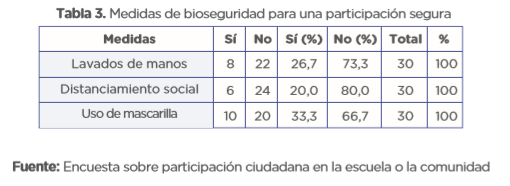 Tabla 3. Medidas de bioseguridad para una participación segura
Medidas Sí No Sí (%) No (%) Total %
Lavados de manos 8 22 26,7 73,3 30 100
Distanciamiento social 6 24 20,0 80,0 30 100
Uso de mascarilla 10 20 33,3 66,7 30 100
Fuente: Encuesta sobre participación ciudadana en la escuela o la comunidad